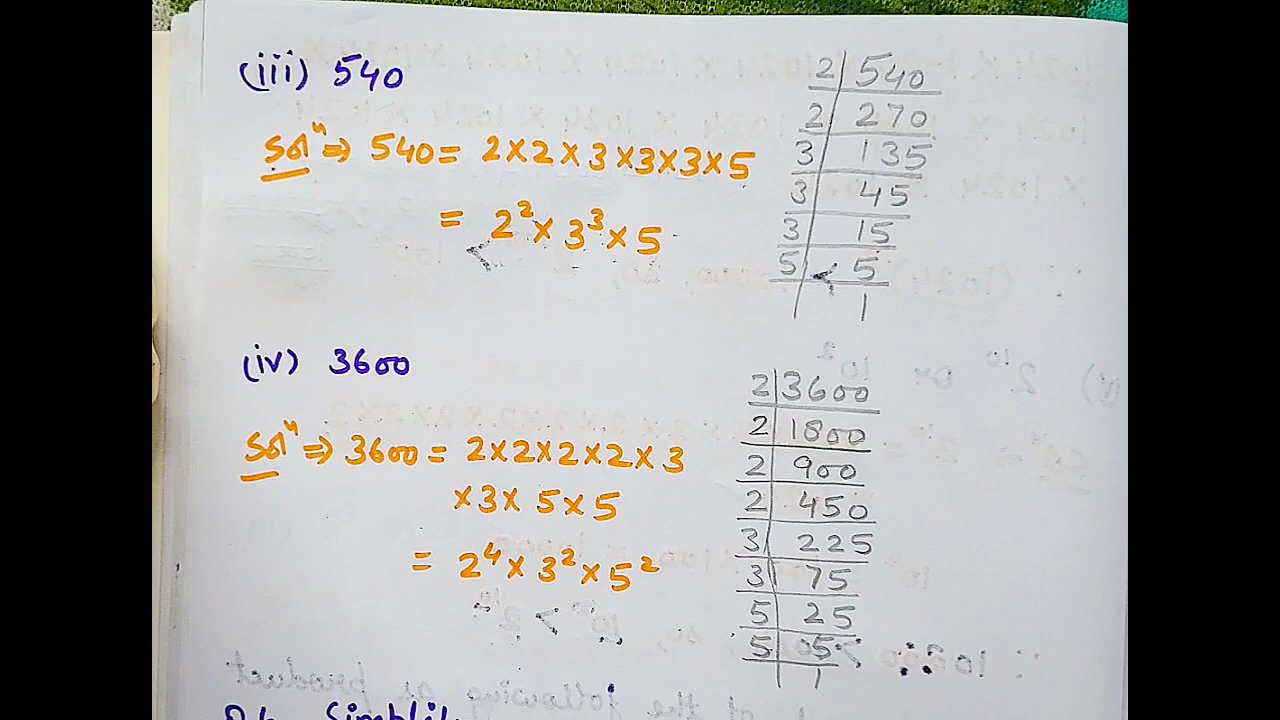 (iii) 540
Solⁿ ⇒ 540 = 2×2×3×3×3×5
= 2² × 3³ × 5
2 | 540
2 | 270
3 | 135
3 | 45
3 | 15
5 | 5
1
(iv) 3600
Solⁿ ⇒ 3600 = 2×2×2×2×3
×3×5×5
= 2⁴ × 3² × 5²
2 | 3600
2 | 1800
2 | 900
2 | 450
3 | 225
3 | 75
5 | 25
5 | 05
1